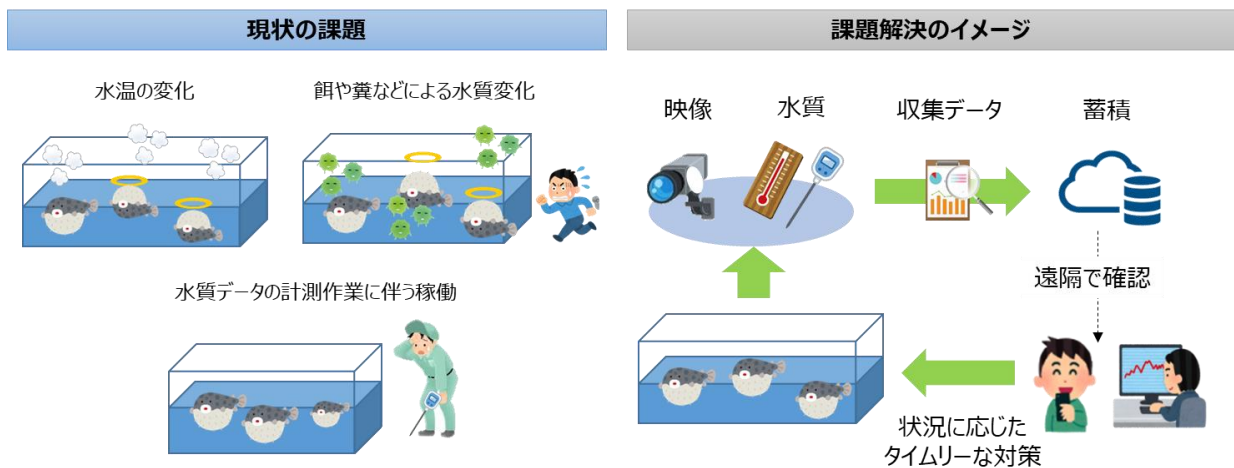 現状の課題
水温の変化
餌や糞などによる水質変化
水質データの計測作業に伴う稼働
課題解決のイメージ
映像
水質
収集データ
蓄積
遠隔で確認
状況に応じた
タイムリーな対策